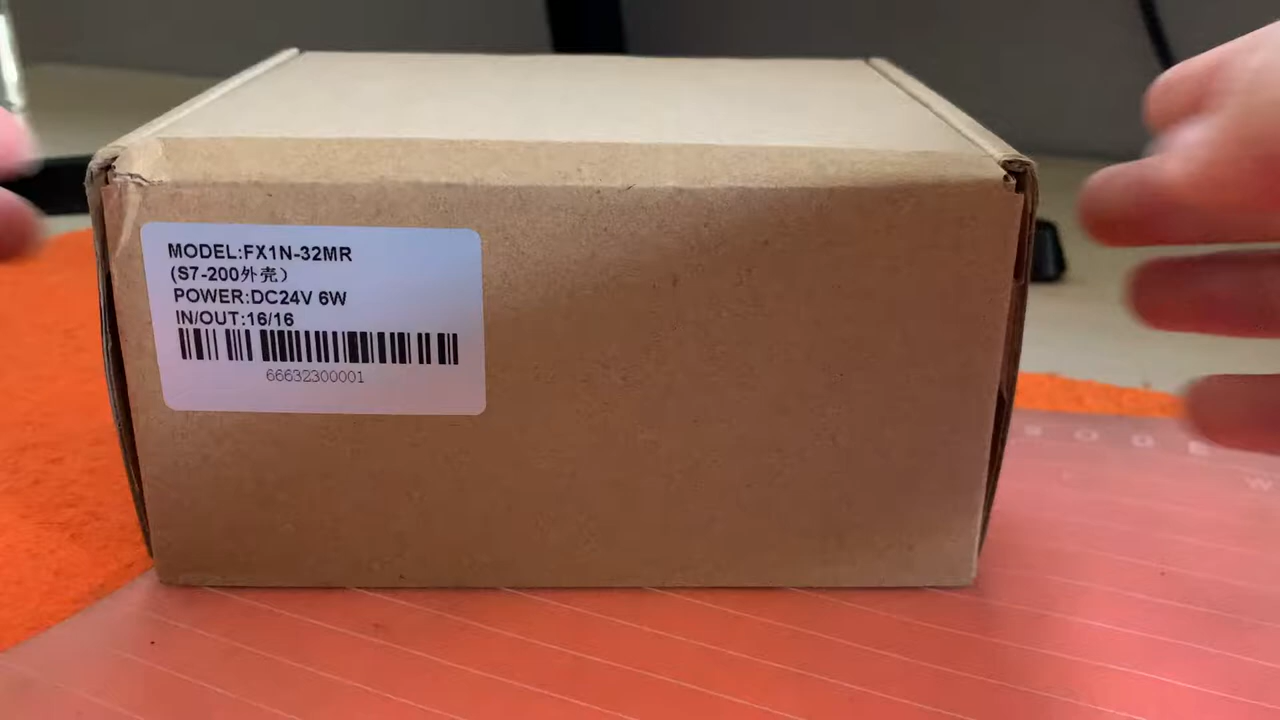 MODEL:FX1N-32MR
(S7-200外壳）
POWER:DC24V 6W
IN/OUT:16/16
66632300001